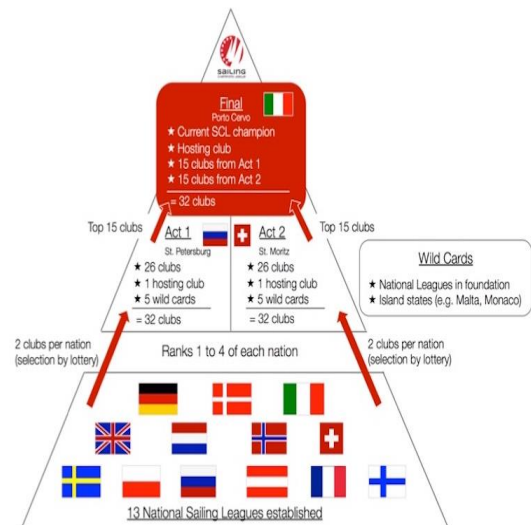 SAILING
Final
Porto Cervo
★ Current SCL champion
★ Hosting club
★ 15 clubs from Act 1
★ 15 clubs from Act 2
= 32 clubs
Top 15 clubs
Top 15 clubs
Act 1
St. Petersburg
★ 26 clubs
★ 1 hosting club
★ 5 wild cards
= 32 clubs
Act 2
St. Moritz
★ 26 clubs
★ 1 hosting club
★ 5 wild cards
= 32 clubs
Wild Cards
★ National Leagues in foundation
★ Island states (e.g. Malta, Monaco)
2 clubs per nation
(selection by lottery)
Ranks 1 to 4 of each nation
2 clubs per nation
(selection by lottery)
13 National Sailing Leagues established